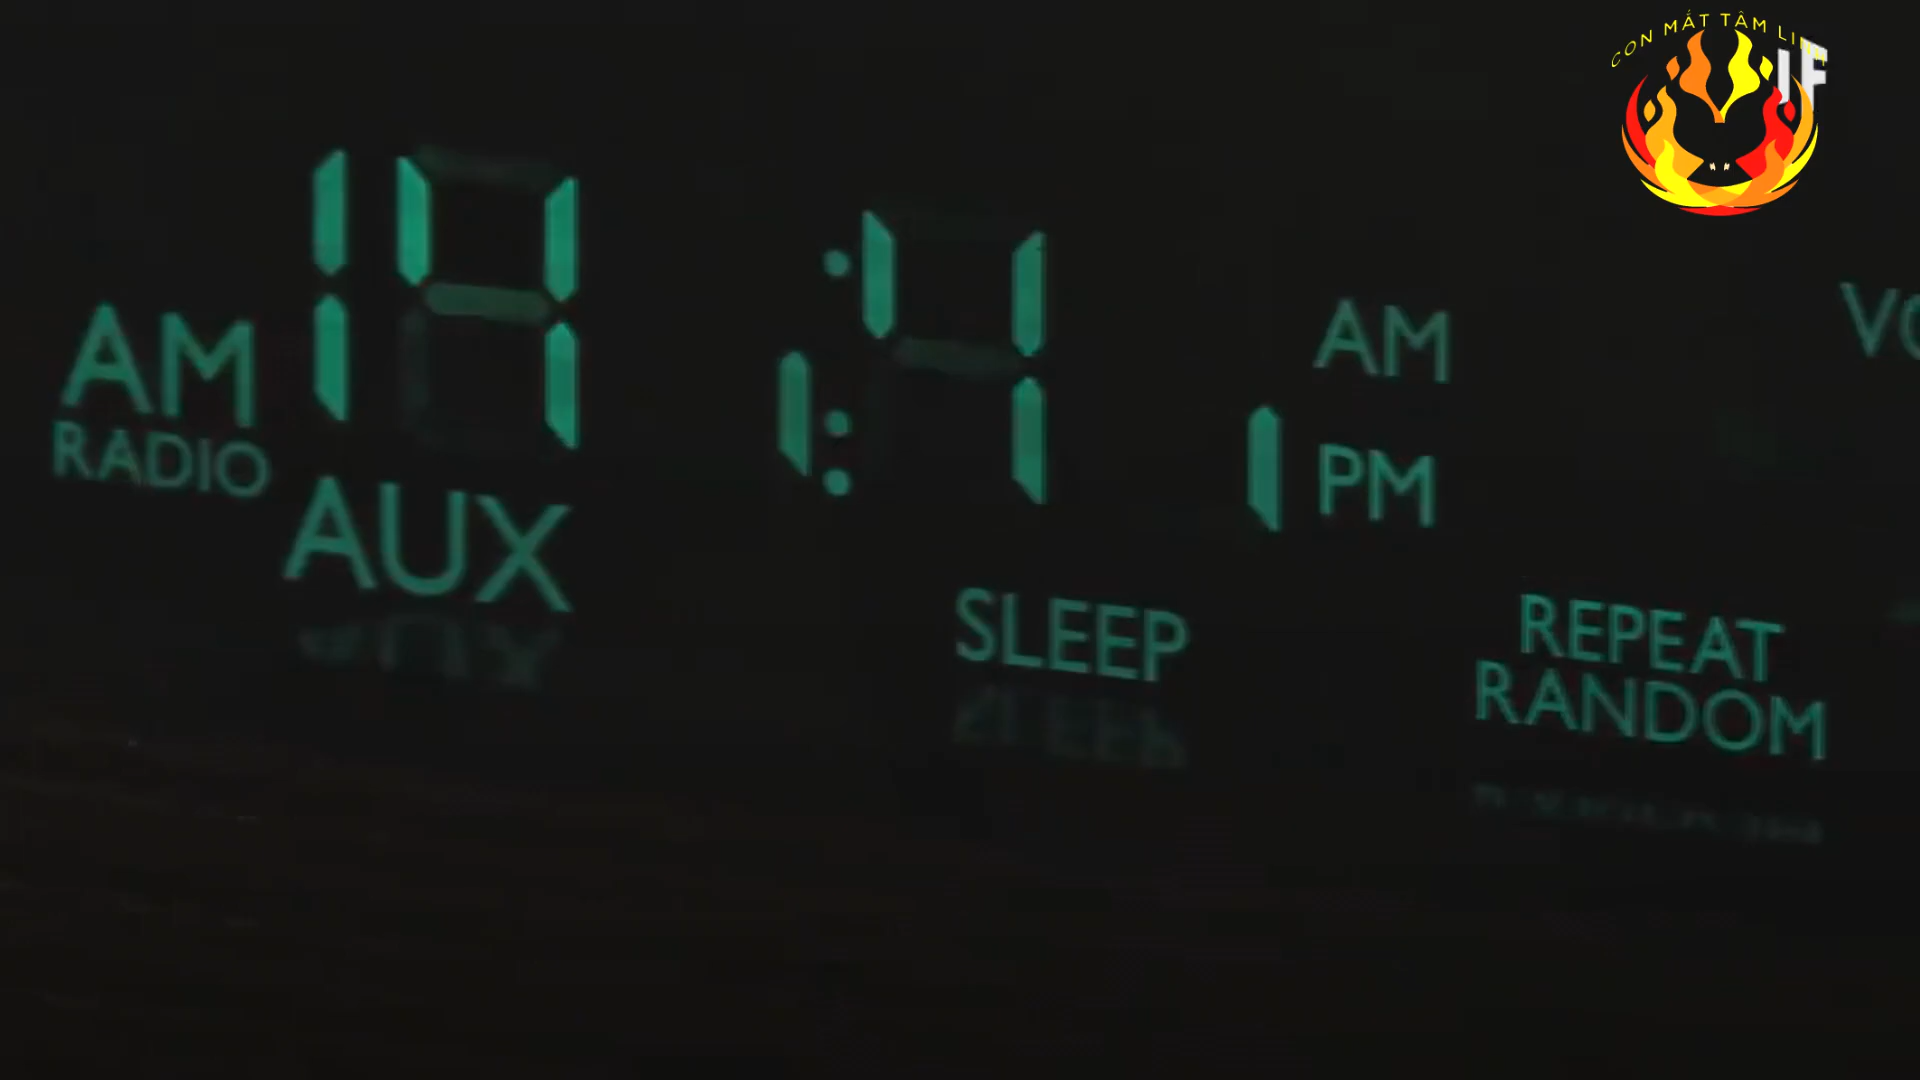 CON MẮT TÂM LINH
IF
AM
RADIO
AUX
AM
PM
SLEEP
REPEAT
RANDOM